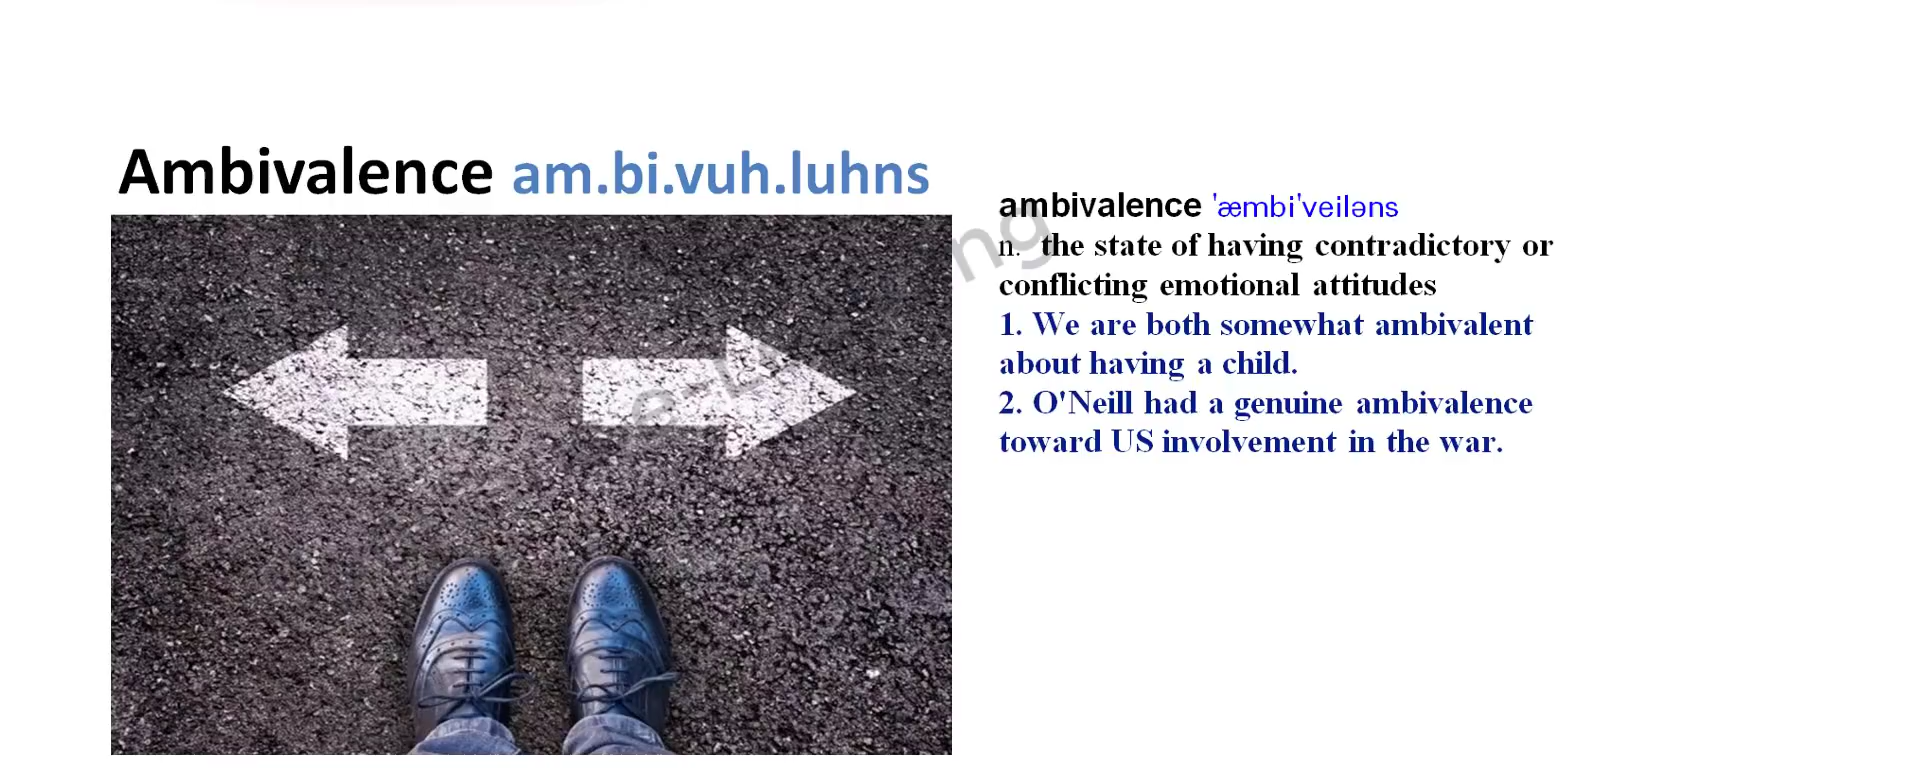 Ambivalence am.bi.vuh.luhns
ambivalence 'æmbi'veiləns
n. the state of having contradictory or
conflicting emotional attitudes
1. We are both somewhat ambivalent
about having a child.
2. O'Neill had a genuine ambivalence
toward US involvement in the war.